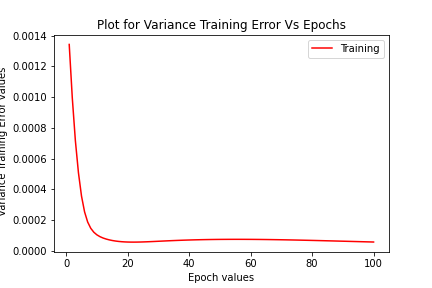 Plot for Variance Training Error Vs Epochs
Training
0.0014
0.0012
0.0010
0.0008
0.0006
0.0004
0.0002
0.0000
Variance Training Error values
0 20 40 60 80 100
Epoch values